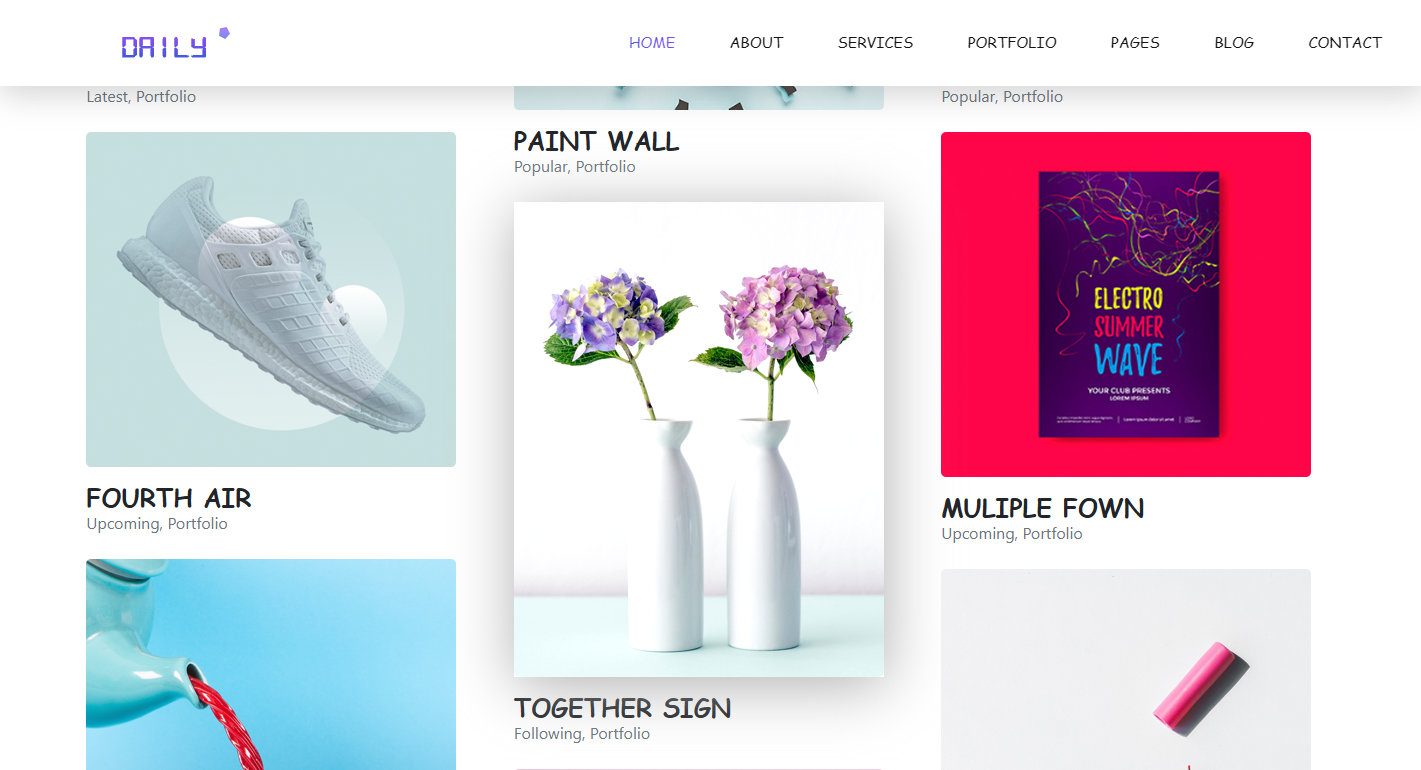 DAILY
HOME ABOUT SERVICES PORTFOLIO PAGES BLOG CONTACT
Latest, Portfolio
FOURTH AIR
Upcoming, Portfolio
PAINT WALL
Popular, Portfolio
TOGETHER SIGN
Following, Portfolio
Popular, Portfolio
ELECTRO
SUMMER
WAVE
YOUR CLUB PRESENTS
LOREM IPSUM
MULIPLE FOWN
Upcoming, Portfolio